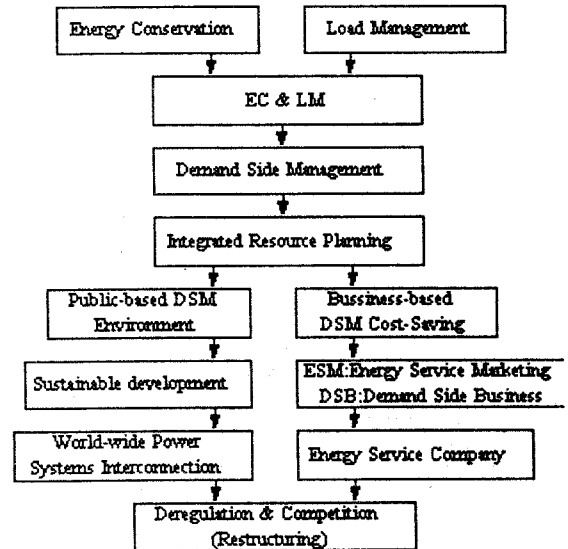 Energy Conservation
Load Management
EC & LM
Demand Side Management
Integrated Resource Planning
Public-based DSM
Environment
Bussiness-based
DSM Cost-Saving
Sustainable development
ESM:Energy Service Marketing
DSB:Demand Side Business
World-wide Power
Systems Interconnection
Energy Service Company
Deregulation & Competition
(Restructuring)